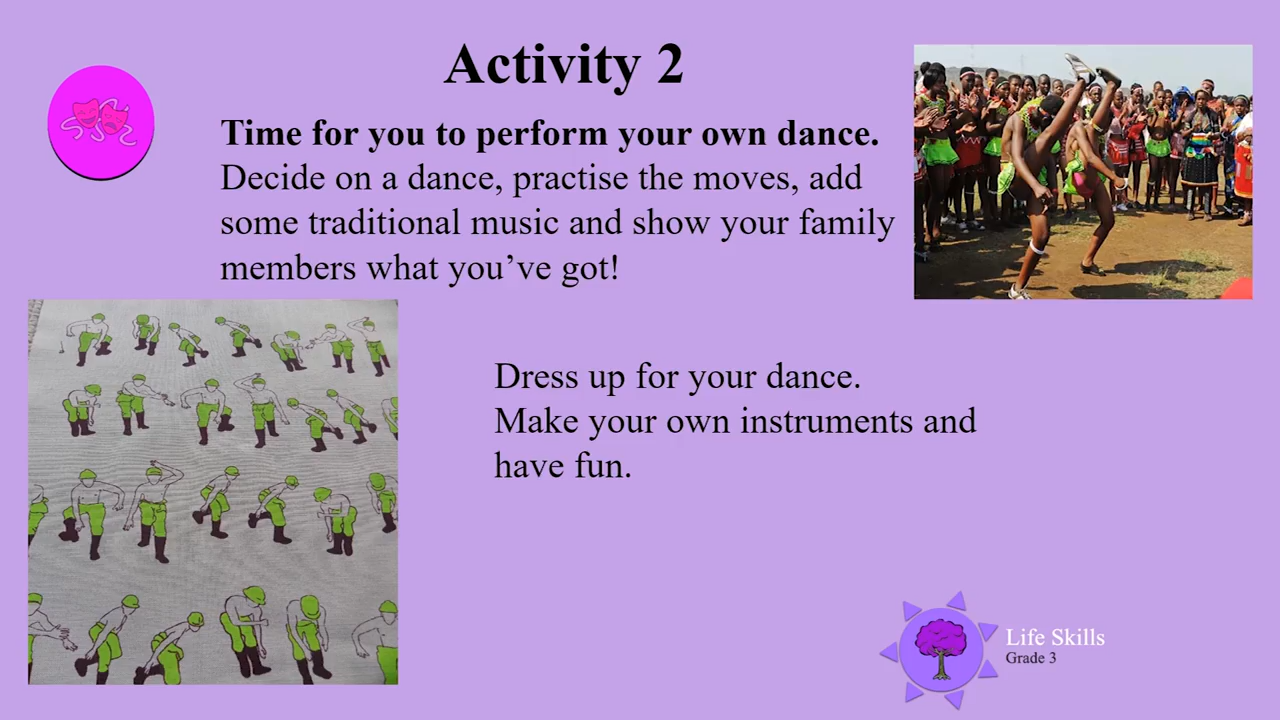 Activity 2
Time for you to perform your own dance.
Decide on a dance, practise the moves, add
some traditional music and show your family
members what you’ve got!
Dress up for your dance.
Make your own instruments and
have fun.
Life Skills
Grade 3